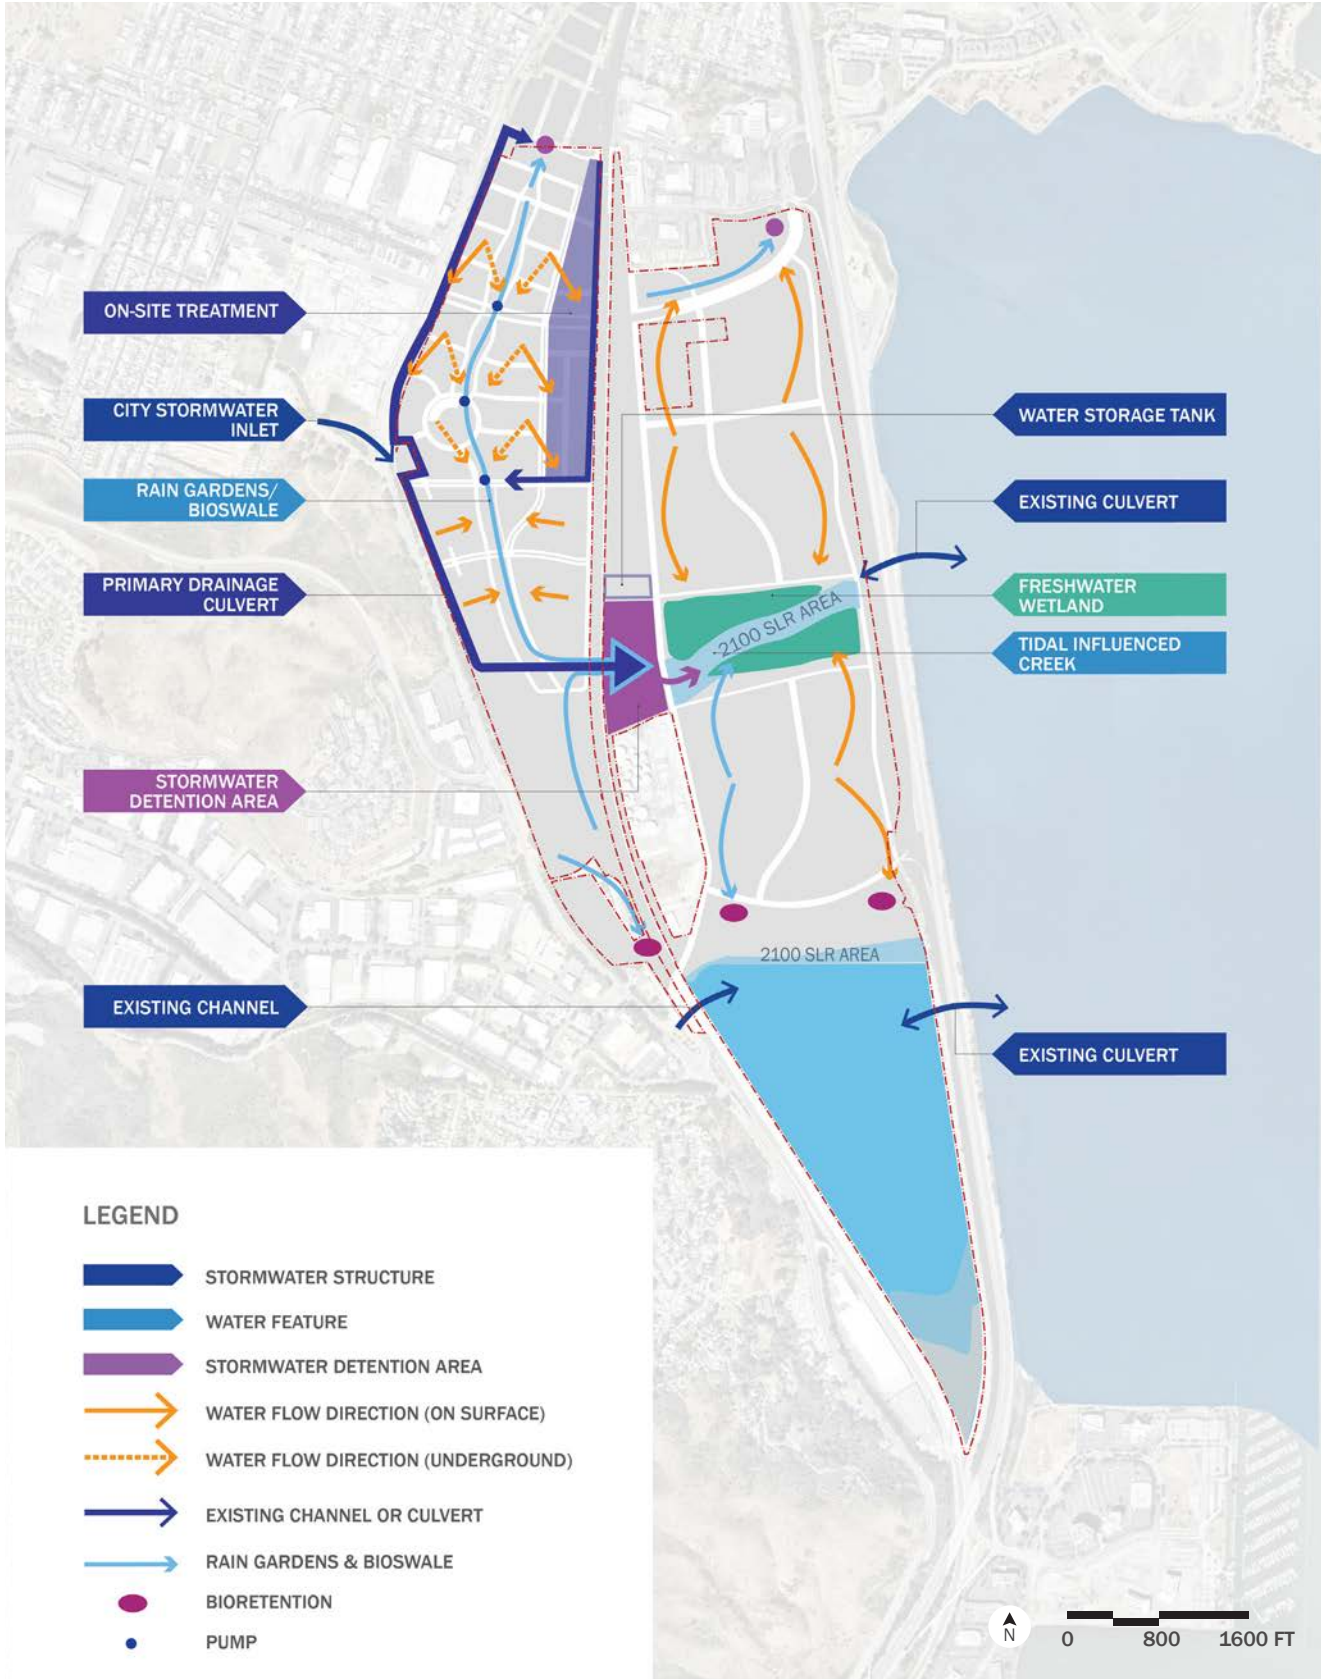 ON-SITE TREATMENT
CITY STORMWATER
INLET
RAIN GARDENS/
BIOSWALE
PRIMARY DRAINAGE
CULVERT
STORMWATER
DETENTION AREA
EXISTING CHANNEL
WATER STORAGE TANK
EXISTING CULVERT
FRESHWATER
WETLAND
TIDAL INFLUENCED
CREEK
EXISTING CULVERT
2100 SLR AREA
2100 SLR AREA
LEGEND
STORMWATER STRUCTURE
WATER FEATURE
STORMWATER DETENTION AREA
WATER FLOW DIRECTION (ON SURFACE)
WATER FLOW DIRECTION (UNDERGROUND)
EXISTING CHANNEL OR CULVERT
RAIN GARDENS & BIOSWALE
BIORETENTION
PUMP
N
0 800 1600 FT